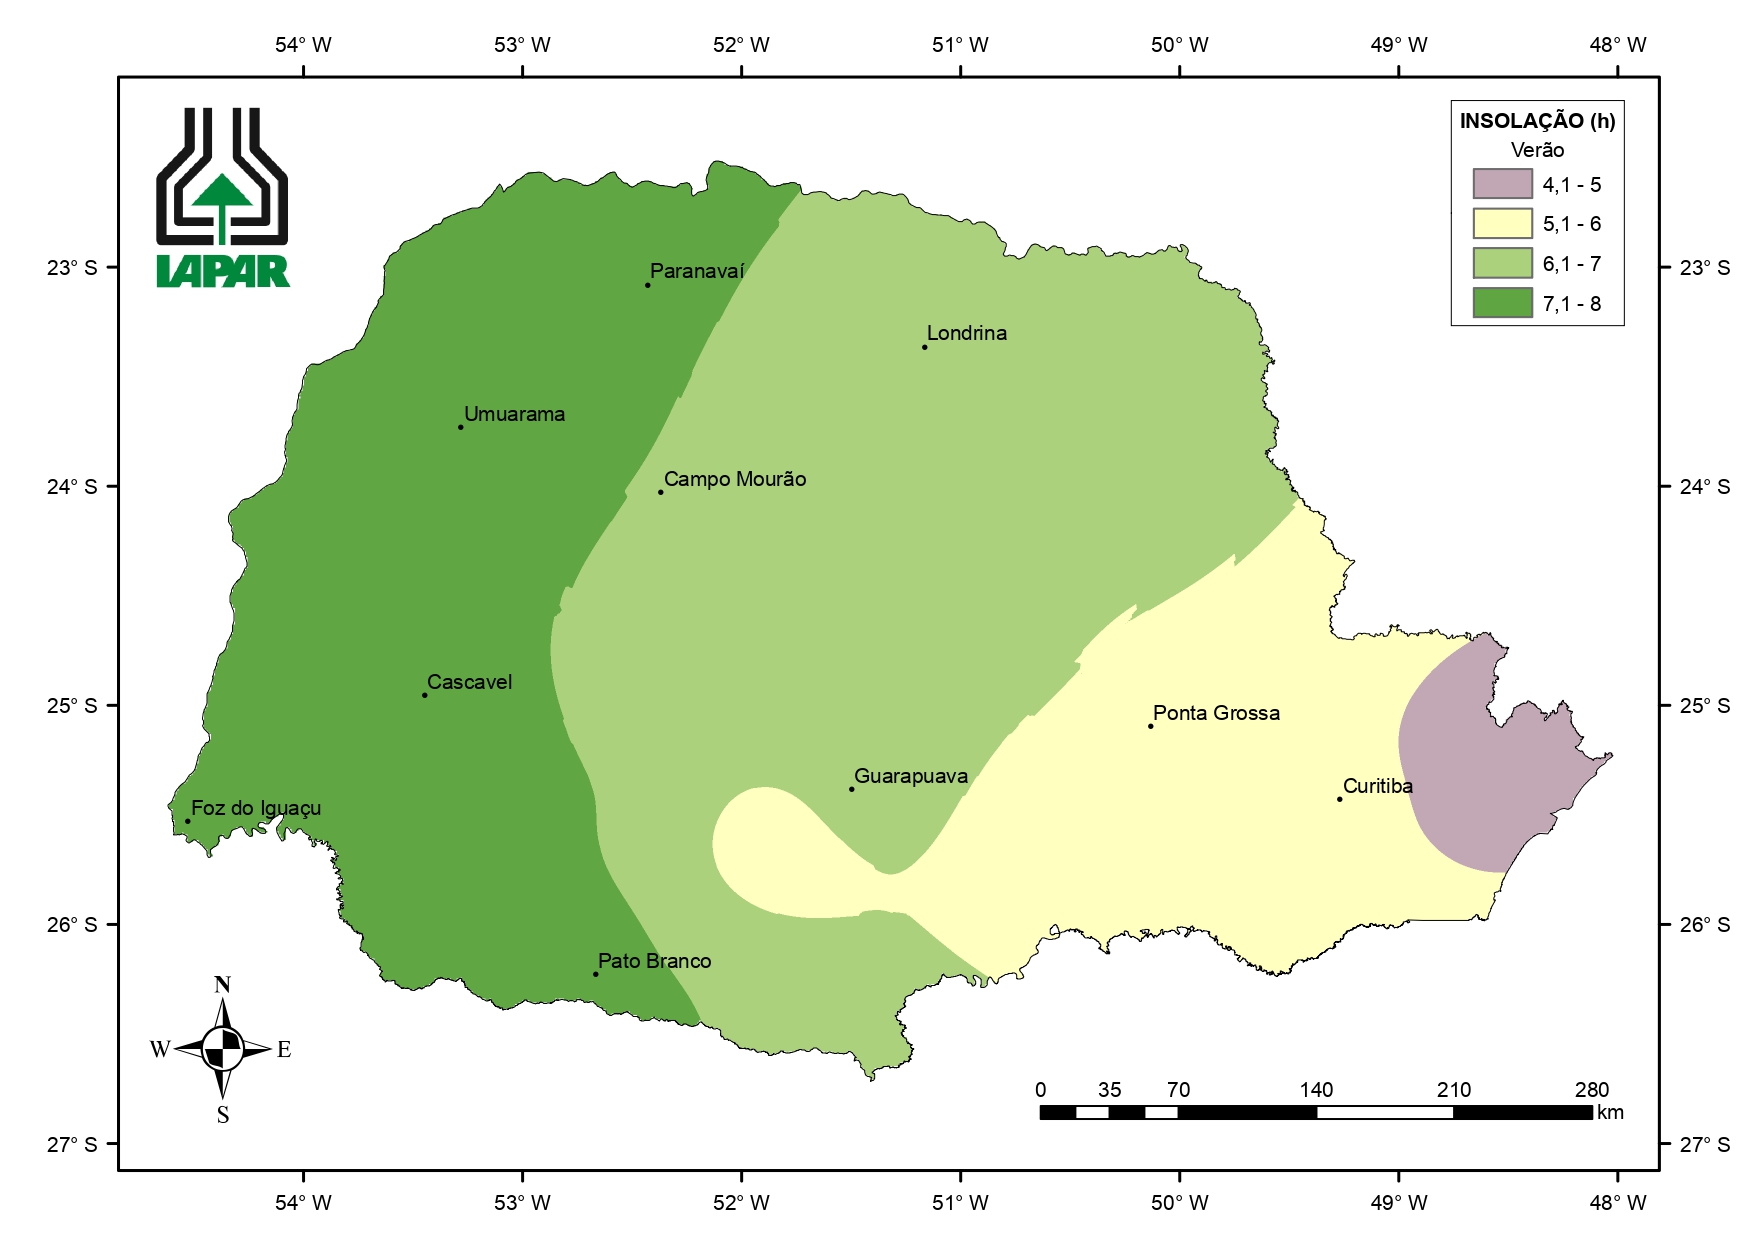 54° W 53° W 52° W 51° W 50° W 49° W 48° W
IAPAR
INSOLAÇÃO (h)
Verão
4,1 - 5
5,1 - 6
6,1 - 7
7,1 - 8
23° S 23° S
Paranavaí
Londrina
Umuarama
Campo Mourão
24° S 24° S
Cascavel
25° S 25° S
Ponta Grossa
Guarapuava
Curitiba
Foz do Iguaçu
26° S 26° S
Pato Branco
N
W E
S
0 35 70 140 210 280
km
27° S 27° S
54° W 53° W 52° W 51° W 50° W 49° W 48° W